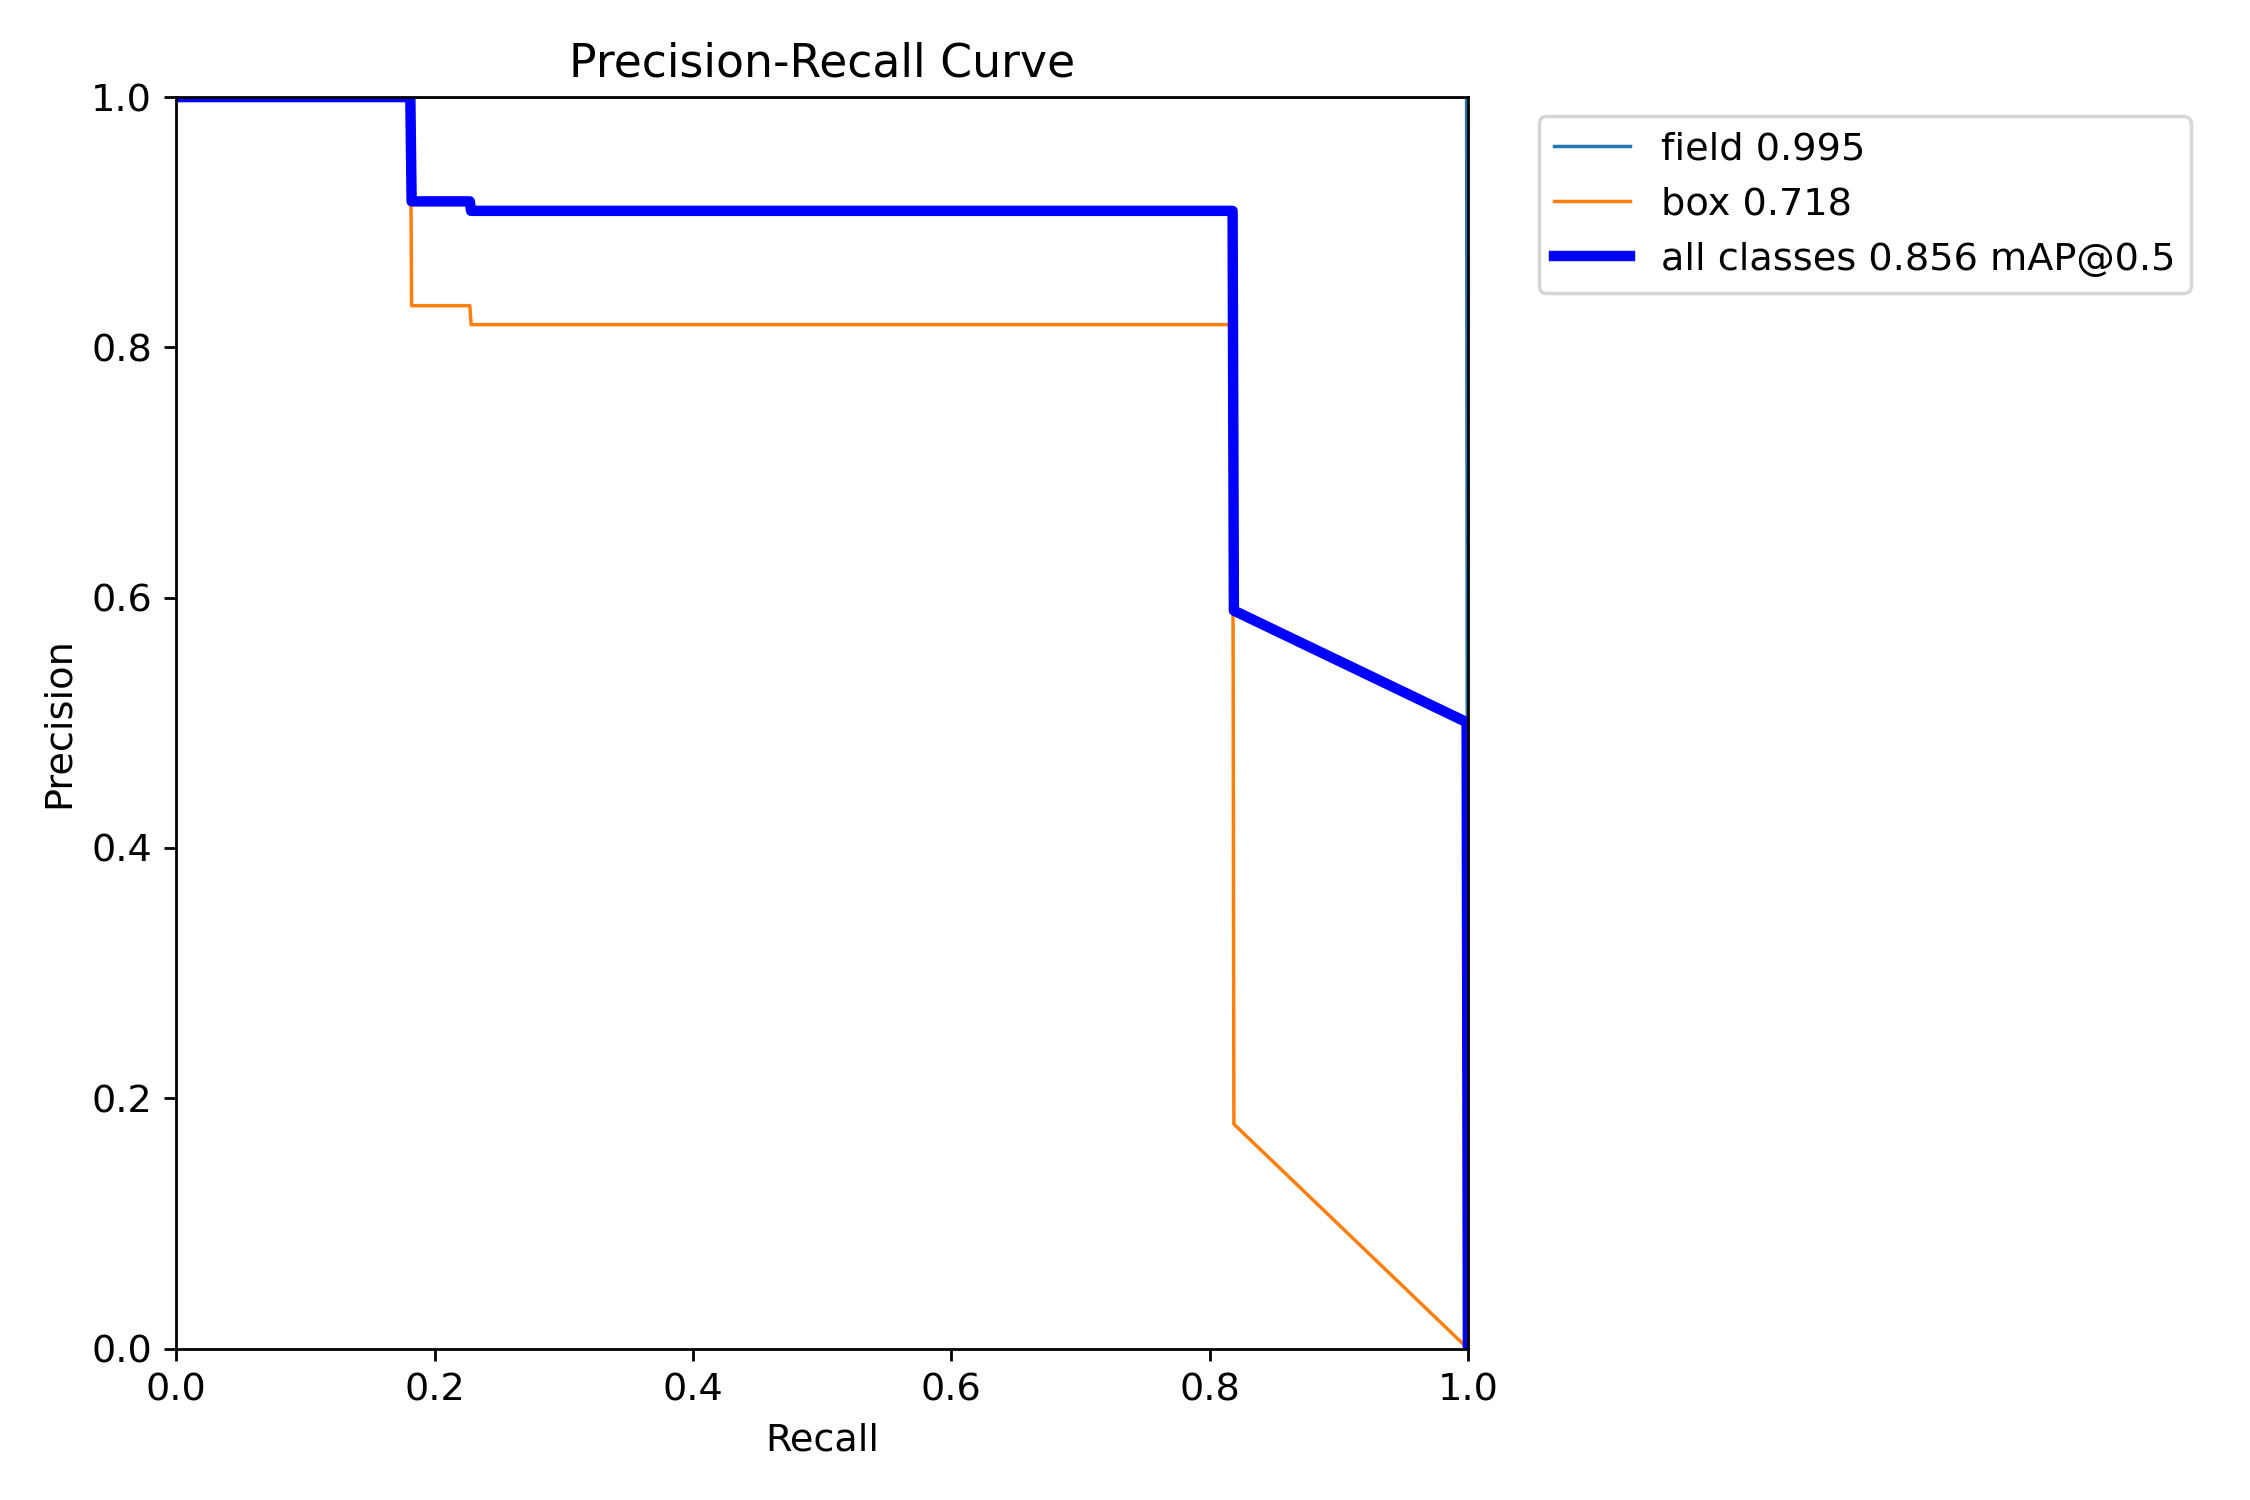 Precision-Recall Curve
field 0.995
box 0.718
all classes 0.856 mAP@0.5
Precision
1.0
0.8
0.6
0.4
0.2
0.0
0.0 0.2 0.4 0.6 0.8 1.0
Recall